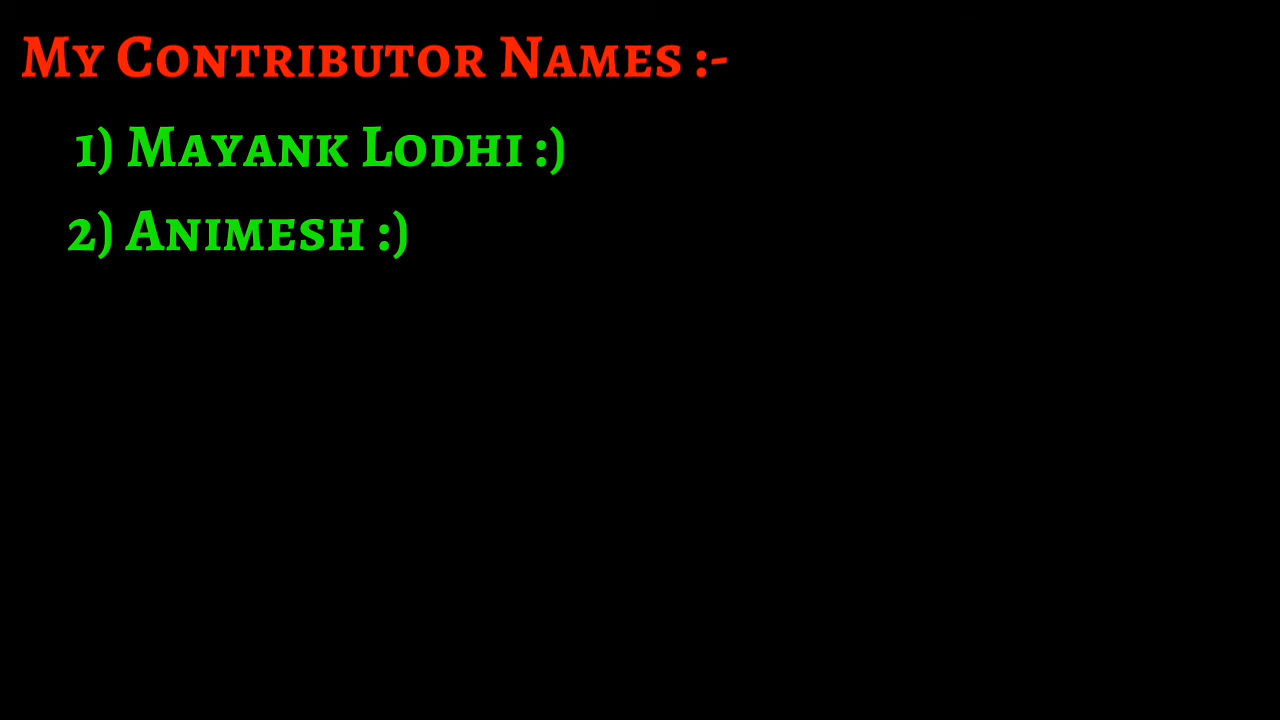 My Contributor Names :-
1) Mayank Lodhi :)
2) Animesh :)